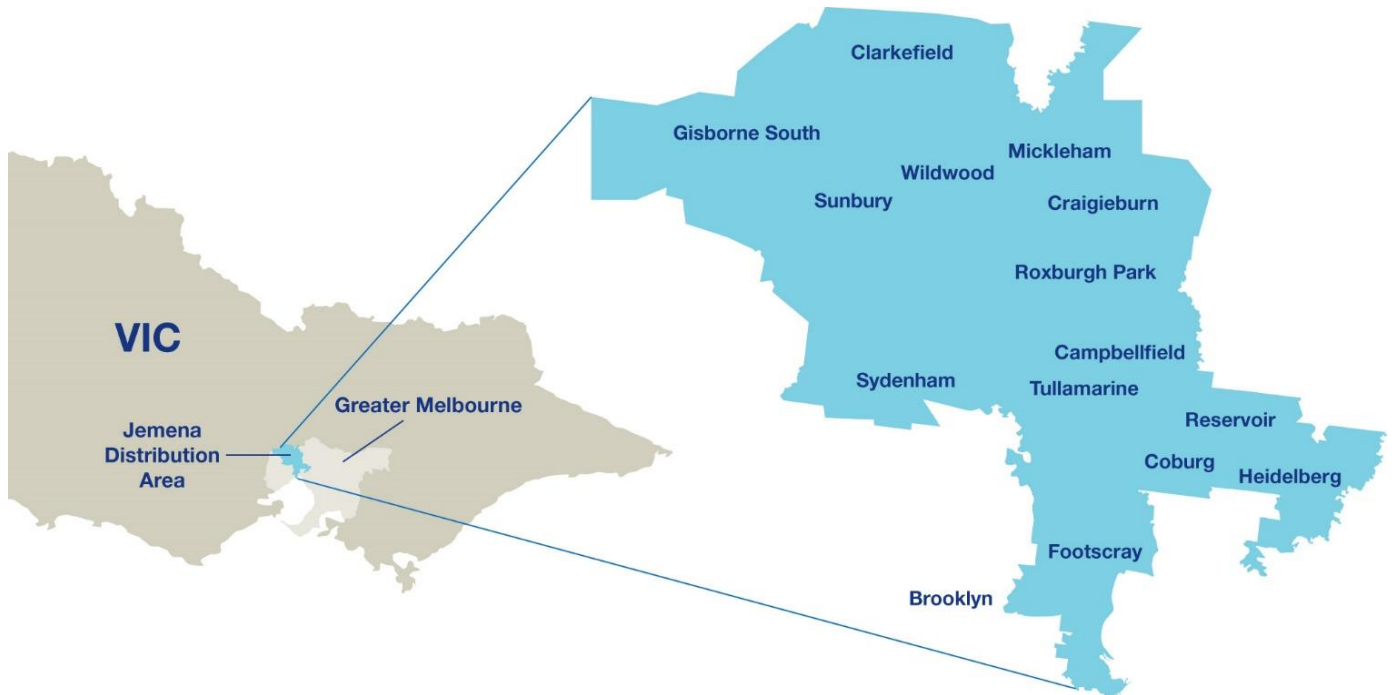 VIC
Greater Melbourne
Jemena
Distribution
Area
Clarkefield
Gisborne South
Mickleham
Wildwood
Sunbury
Craigieburn
Roxburgh Park
Campbellfield
Sydenham
Tullamarine
Reservoir
Coburg
Heidelberg
Footscray
Brooklyn